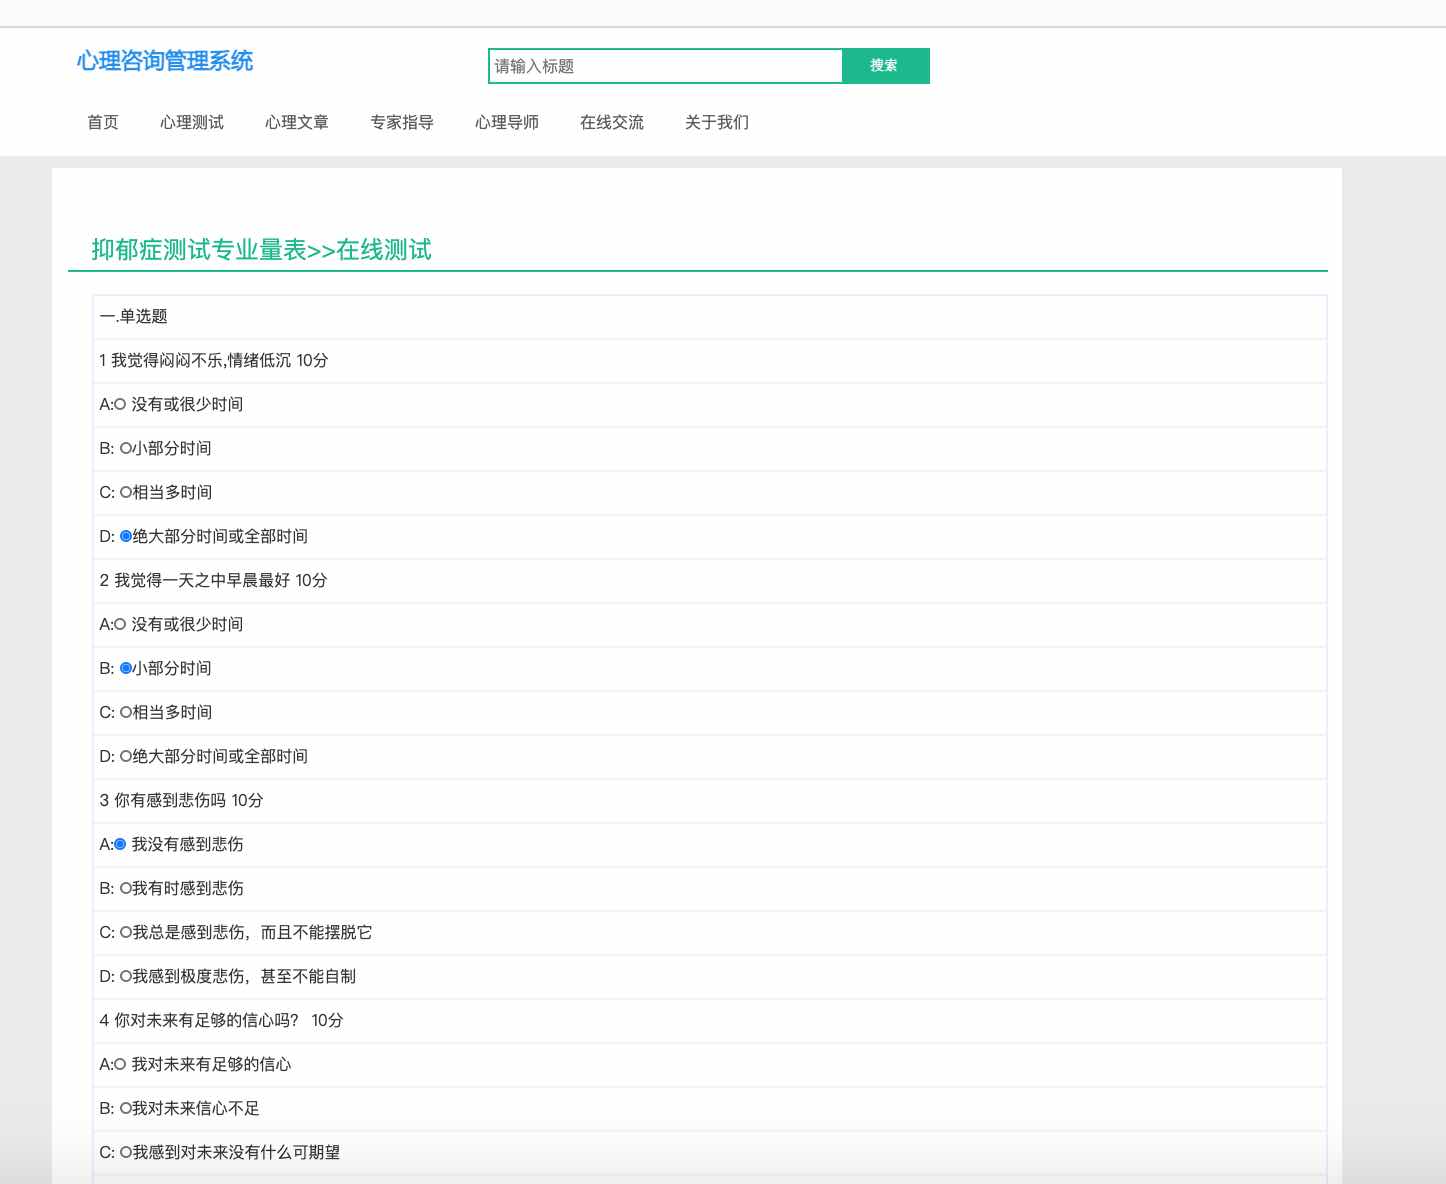 心理咨询管理系统
请输入标题
搜索
首页 心理测试 心理文章 专家指导 心理导师 在线交流 关于我们
抑郁症测试专业量表>>在线测试
一.单选题
1 我觉得闷闷不乐,情绪低沉 10分
A: 没有或很少时间
B: 小部分时间
C: 相当多时间
D: 绝大部分时间或全部时间
2 我觉得一天之中早晨最好 10分
A: 没有或很少时间
B: 小部分时间
C: 相当多时间
D: 绝大部分时间或全部时间
3 你有感到悲伤吗 10分
A: 我没有感到悲伤
B: 我有时感到悲伤
C: 我总是感到悲伤，而且不能摆脱它
D: 我感到极度悲伤，甚至不能自制
4 你对未来有足够的信心吗？ 10分
A: 我对未来有足够的信心
B: 我对未来信心不足
C: 我感到对未来没有什么可期望